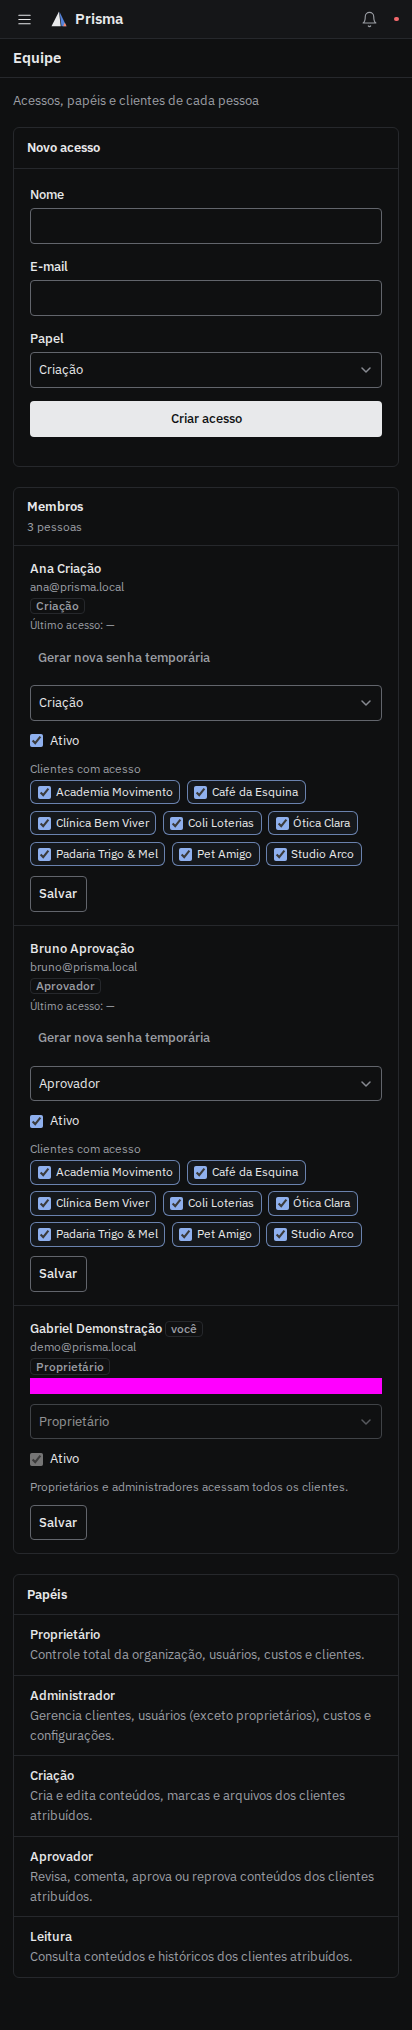 Prisma
Equipe
Acessos, papéis e clientes de cada pessoa
Novo acesso
Nome
E-mail
Papel
Criação
Criar acesso
Membros
3 pessoas
Ana Criação
ana@prisma.local
Criação
Último acesso: —
Gerar nova senha temporária
Criação
Ativo
Clientes com acesso
Academia Movimento Café da Esquina
Clínica Bem Viver Coli Loterias Ótica Clara
Padaria Trigo & Mel Pet Amigo Studio Arco
Salvar
Bruno Aprovação
bruno@prisma.local
Aprovador
Último acesso: —
Gerar nova senha temporária
Aprovador
Ativo
Clientes com acesso
Academia Movimento Café da Esquina
Clínica Bem Viver Coli Loterias Ótica Clara
Padaria Trigo & Mel Pet Amigo Studio Arco
Salvar
Gabriel Demonstração você
demo@prisma.local
Proprietário
Proprietário
Ativo
Proprietários e administradores acessam todos os clientes.
Salvar
Papéis
Proprietário
Controle total da organização, usuários, custos e clientes.
Administrador
Gerencia clientes, usuários (exceto proprietários), custos e
configurações.
Criação
Cria e edita conteúdos, marcas e arquivos dos clientes
atribuídos.
Aprovador
Revisa, comenta, aprova ou reprova conteúdos dos clientes
atribuídos.
Leitura
Consulta conteúdos e históricos dos clientes atribuídos.